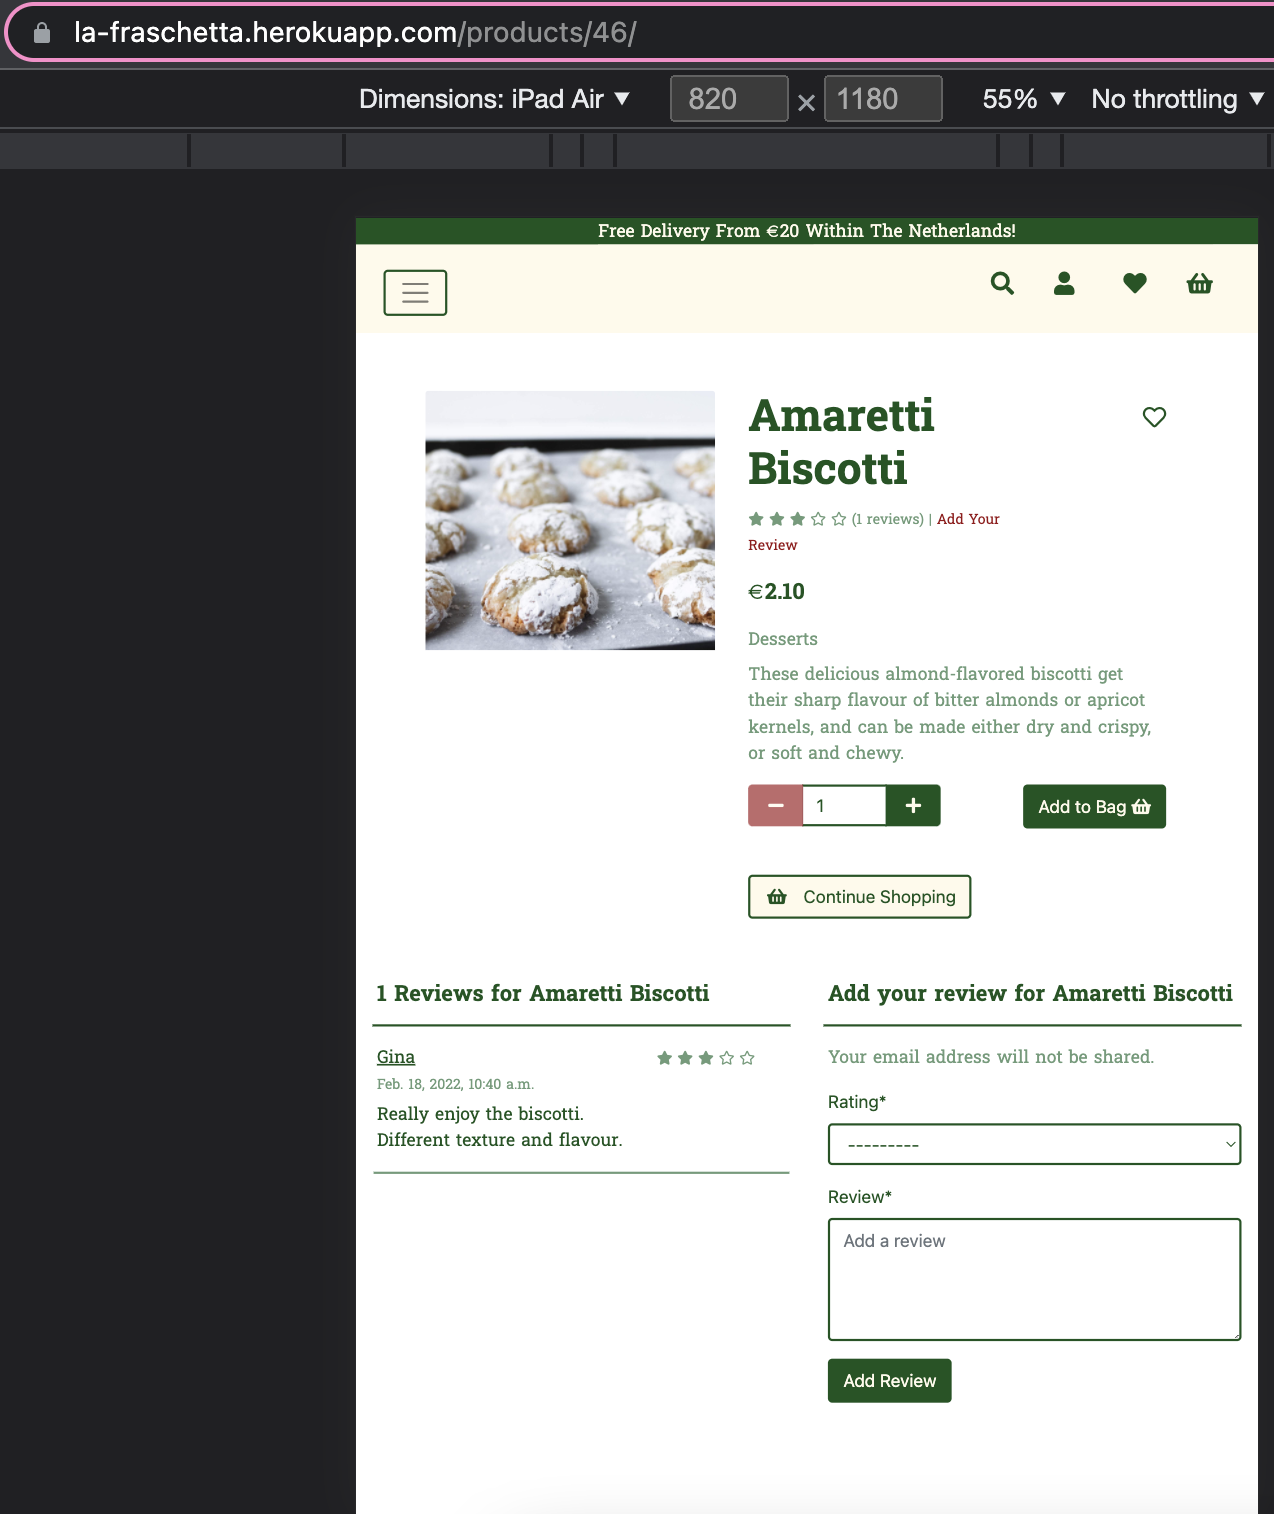 la-fraschetta.herokuapp.com/products/46/
Dimensions: iPad Air ▼ 820 × 1180 55% ▼ No throttling ▼
Free Delivery From €20 Within The Netherlands!
Amaretti
Biscotti
(1 reviews) | Add Your
Review
€2.10
Desserts
These delicious almond-flavored biscotti get
their sharp flavour of bitter almonds or apricot
kernels, and can be made either dry and crispy,
or soft and chewy.
1
Add to Bag
Continue Shopping
1 Reviews for Amaretti Biscotti
Gina
Feb. 18, 2022, 10:40 a.m.
Really enjoy the biscotti.
Different texture and flavour.
Add your review for Amaretti Biscotti
Your email address will not be shared.
Rating*
---------
Review*
Add a review
Add Review